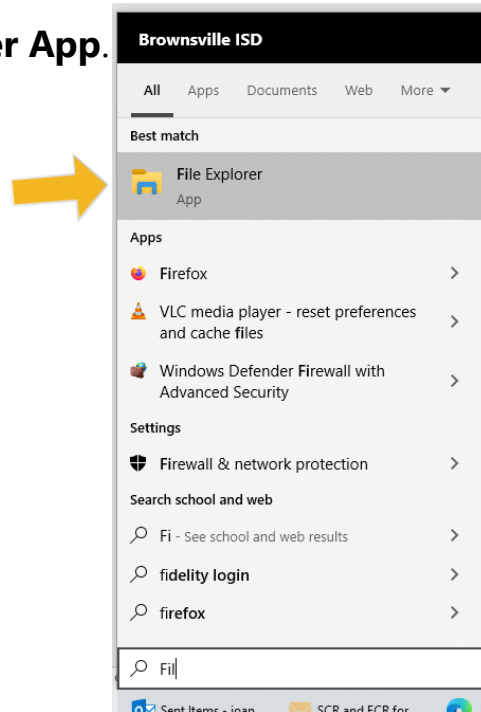 er App.
Brownsville ISD
All Apps Documents Web More
Best match
File Explorer
App
Apps
Firefox
VLC media player - reset preferences
and cache files
Windows Defender Firewall with
Advanced Security
Settings
Firewall & network protection
Search school and web
Fi - See school and web results
fidelity login
firefox
Fil
Sent Items - joan SCR and ECR for